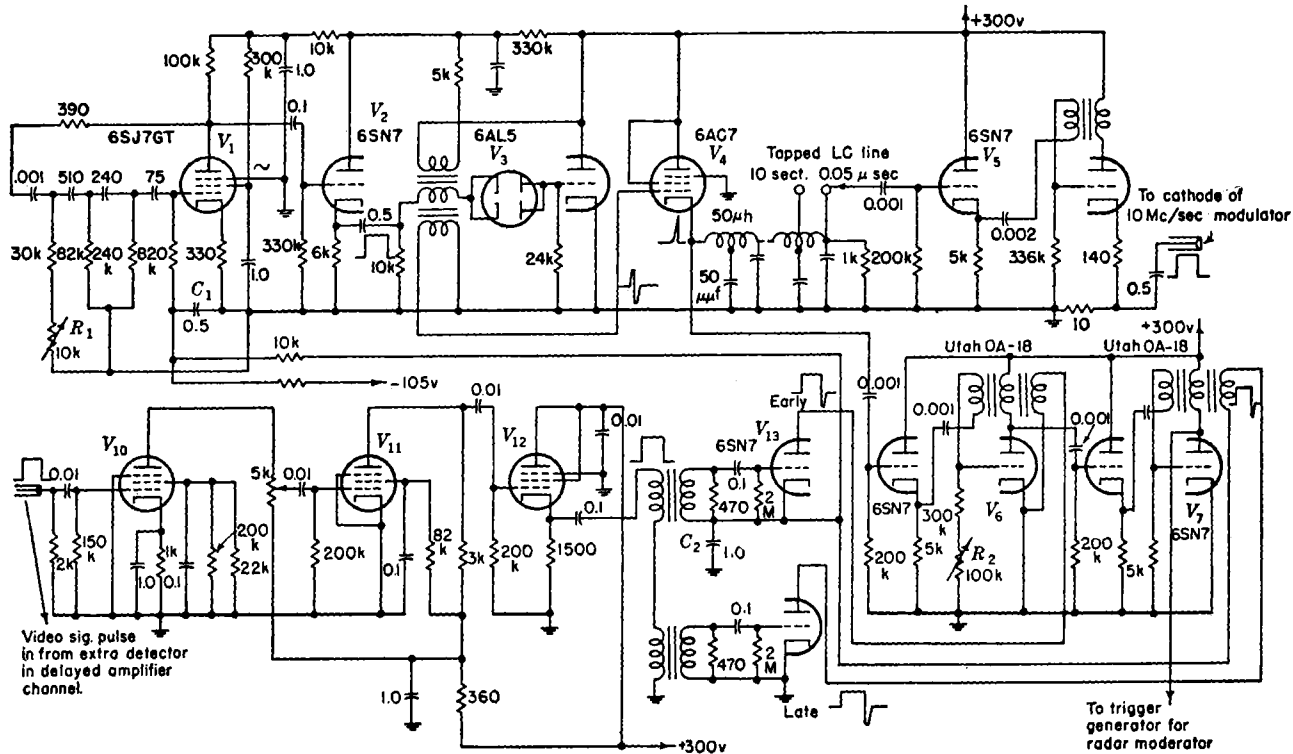 +300v
10k
330k
100k
300
k
1.0
5k
390
0.1
V2
6SJ7GT
V1
6SN7
6AL5
V3
6AC7
V4
6SN7
V5
Tapped LC line
10 sect. 0.05 µ sec
.001
510
240
75
~
To cathode of
10 Mc/sec modulator
0.001
0.5
50µh
0.002
30k
82k
240
k
820
k
330
1.0
330k
6k
10k
24k
50
µµf
1k
200k
5k
336k
140
0.5
C1
0.5
R1
10k
10
10k
+300v
Utah OA-18
Utah OA-18
-105v
0.01
Early
0.001
0.001
0.001
V10
V11
V12
0.01
V13
6SN7
0.01
5k
0.01
0.1
0.1
470
2
M
6SN7
V6
V7
6SN7
300
k
2k
150
k
1k
1.0
0.1
200
k
22k
200k
0.1
82
k
3k
200
k
1500
C2
1.0
200
k
5k
R2
100k
200
k
5k
Video sig. pulse
in from extra detector
in delayed amplifier
channel.
0.1
470
2
M
1.0
360
Late
To trigger
generator for
radar moderator
+300v